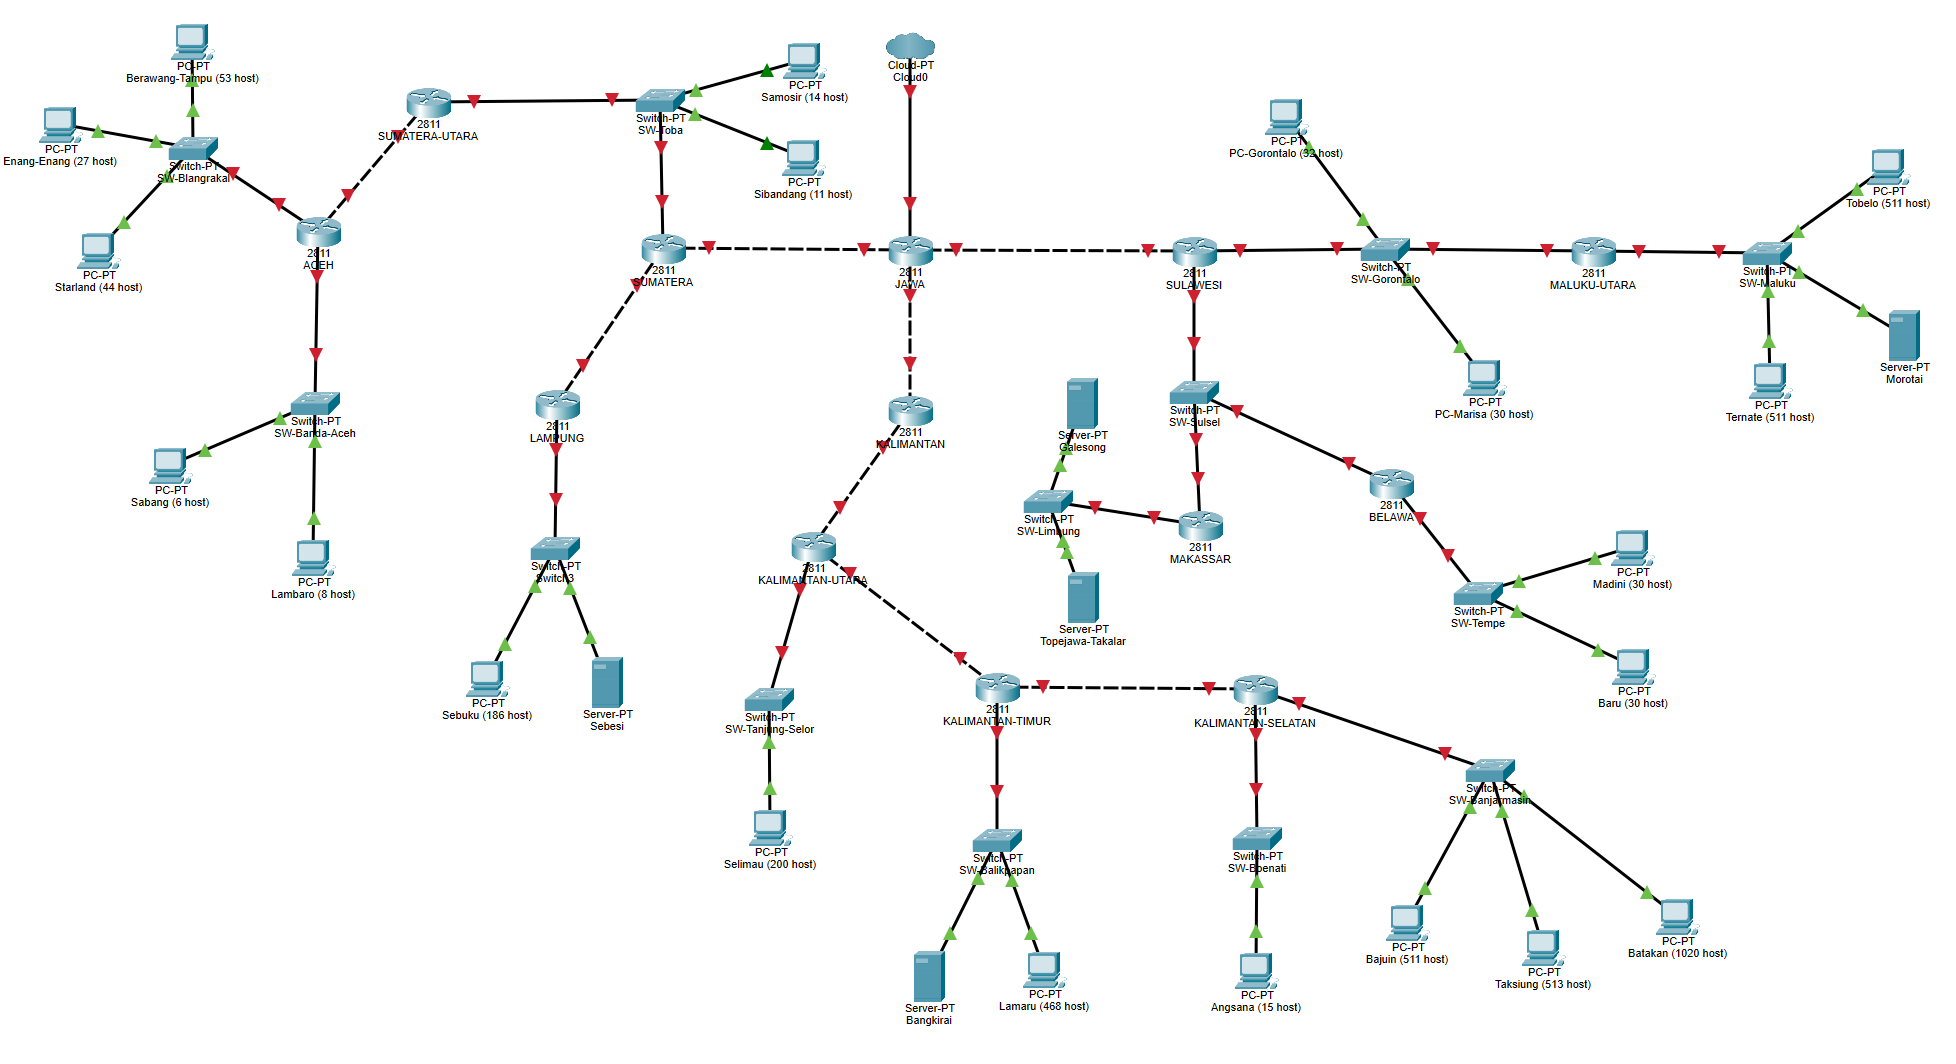 PC-PT
Berawang-Tampu (53 host)
PC-PT
Enang-Enang (27 host)
Switch-PT
SW-Blangrakal
PC-PT
Starland (44 host)
2811
ACEH
2811
SUMATERA-UTARA
Switch-PT
SW-Toba
PC-PT
Samosir (14 host)
PC-PT
Sibandang (11 host)
Cloud-PT
Cloud0
2811
SUMATERA
2811
JAWA
2811
SULAWESI
PC-PT
PC-Gorontalo (32 host)
Switch-PT
SW-Gorontalo
2811
MALUKU-UTARA
PC-PT
Tobelo (511 host)
Switch-PT
SW-Maluku
Server-PT
Morotai
PC-PT
Ternate (511 host)
PC-PT
PC-Marisa (30 host)
Switch-PT
SW-Banda-Aceh
PC-PT
Sabang (6 host)
PC-PT
Lambaro (8 host)
2811
LAMPUNG
Switch-PT
Switch3
PC-PT
Sebuku (186 host)
Server-PT
Sebesi
2811
KALIMANTAN
2811
KALIMANTAN-UTARA
Switch-PT
SW-Tanjung-Selor
PC-PT
Selimau (200 host)
Server-PT
Galesong
Switch-PT
SW-Limbung
Server-PT
Topejawa-Takalar
Switch-PT
SW-Sulsel
2811
MAKASSAR
2811
BELAWA
Switch-PT
SW-Tempe
PC-PT
Madini (30 host)
PC-PT
Baru (30 host)
2811
KALIMANTAN-TIMUR
2811
KALIMANTAN-SELATAN
Switch-PT
SW-Balikpapan
Server-PT
Bangkirai
PC-PT
Lamaru (468 host)
Switch-PT
SW-Bpenati
PC-PT
Angsana (15 host)
Switch-PT
SW-Banjarmasin
PC-PT
Bajuin (511 host)
PC-PT
Taksiung (513 host)
PC-PT
Batakan (1020 host)